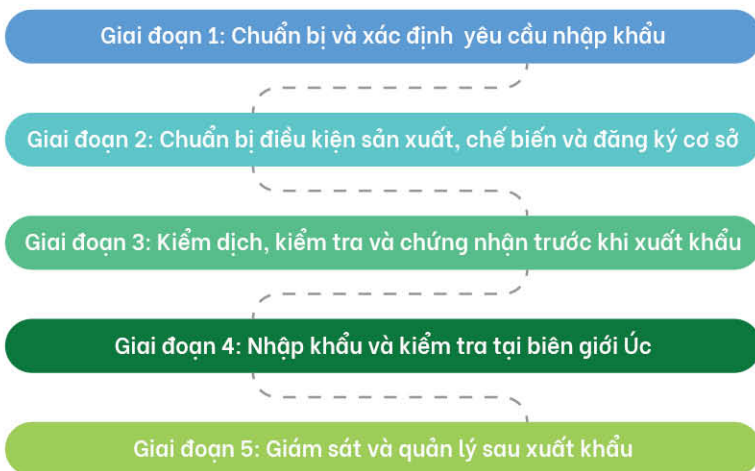 Giai đoạn 1: Chuẩn bị và xác định yêu cầu nhập khẩu
Giai đoạn 2: Chuẩn bị điều kiện sản xuất, chế biến và đăng ký cơ sở
Giai đoạn 3: Kiểm dịch, kiểm tra và chứng nhận trước khi xuất khẩu
Giai đoạn 4: Nhập khẩu và kiểm tra tại biên giới Úc
Giai đoạn 5: Giám sát và quản lý sau xuất khẩu